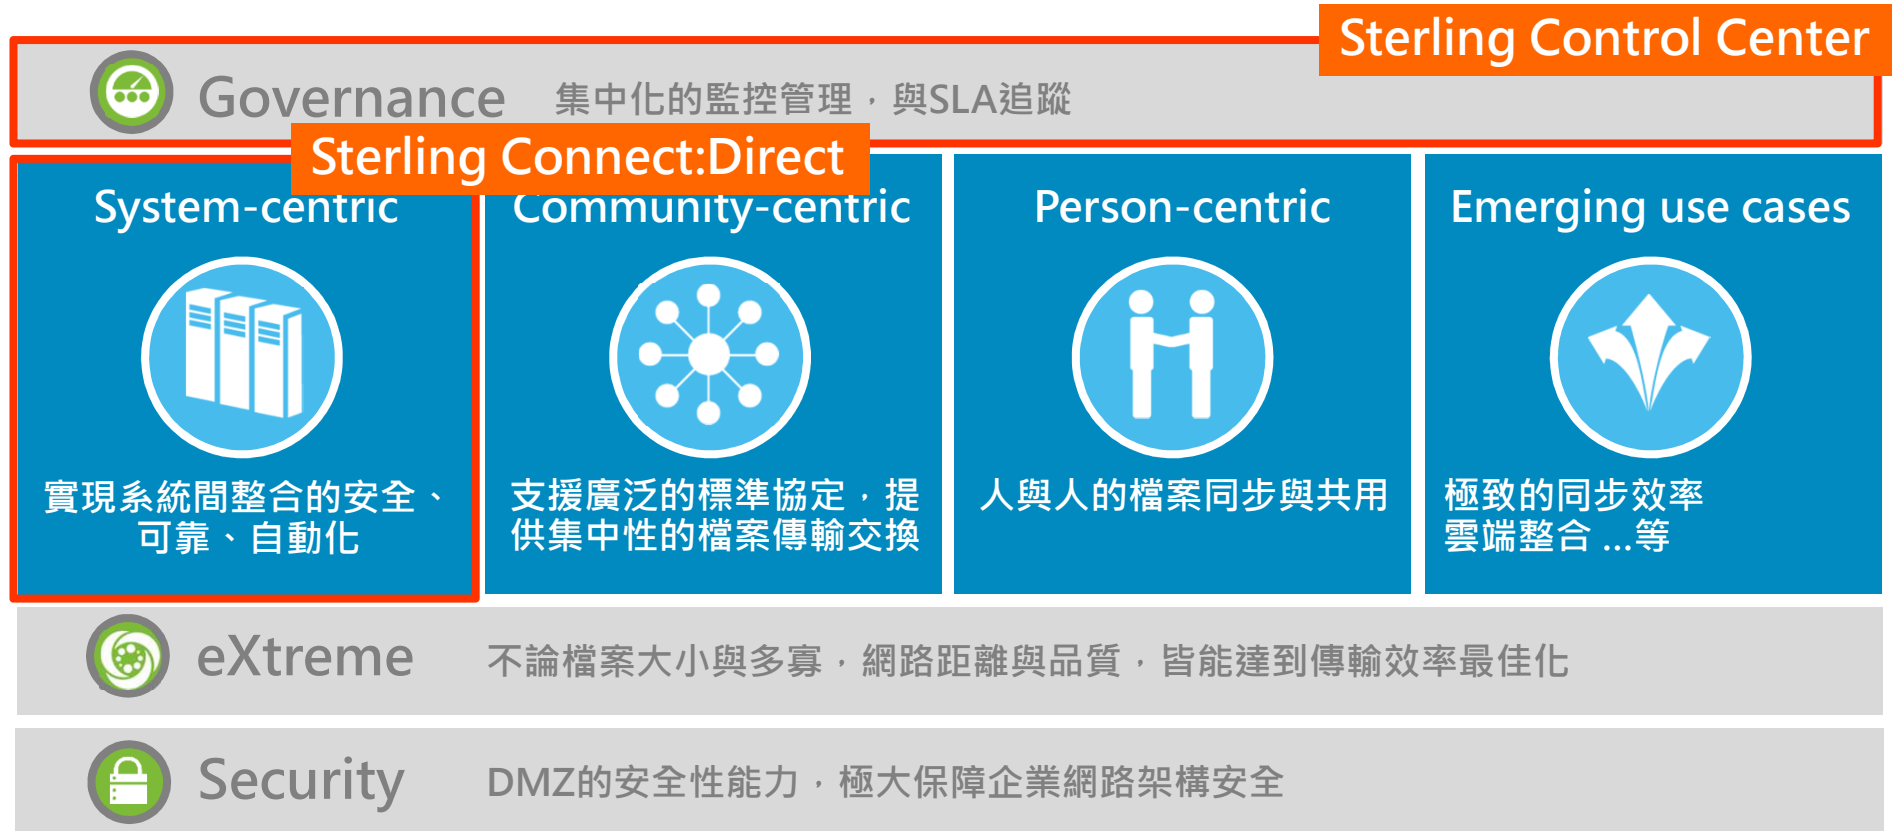 Sterling Control Center
Governance 集中化的監控管理，與SLA追蹤
Sterling Connect:Direct
System-centric
實現系統間整合的安全、
可靠、自動化
Community-centric
支援廣泛的標準協定，提
供集中性的檔案傳輸交換
Person-centric
人與人的檔案同步與共用
Emerging use cases
極致的同步效率
雲端整合 ...等
eXtreme 不論檔案大小與多寡，網路距離與品質，皆能達到傳輸效率最佳化
Security DMZ的安全性能力，極大保障企業網路架構安全